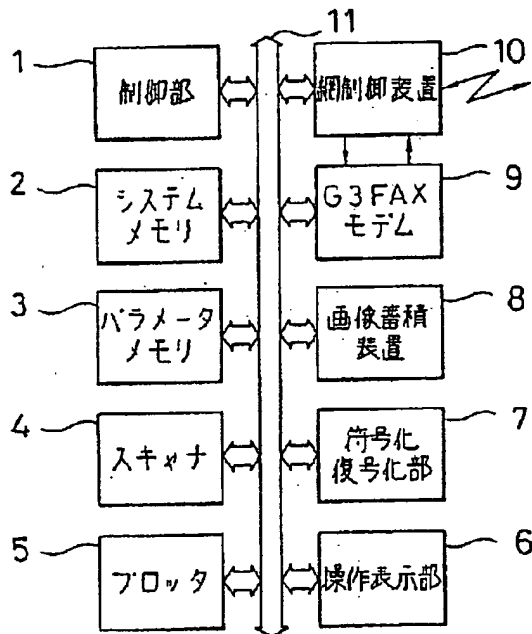 11
1
制御部
10
網制御装置
2
システム
メモリ
9
G3FAX
モデム
3
パラメータ
メモリ
8
画像蓄積
装置
4
スキャナ
7
符号化
復号化部
5
プロッタ
6
操作表示部